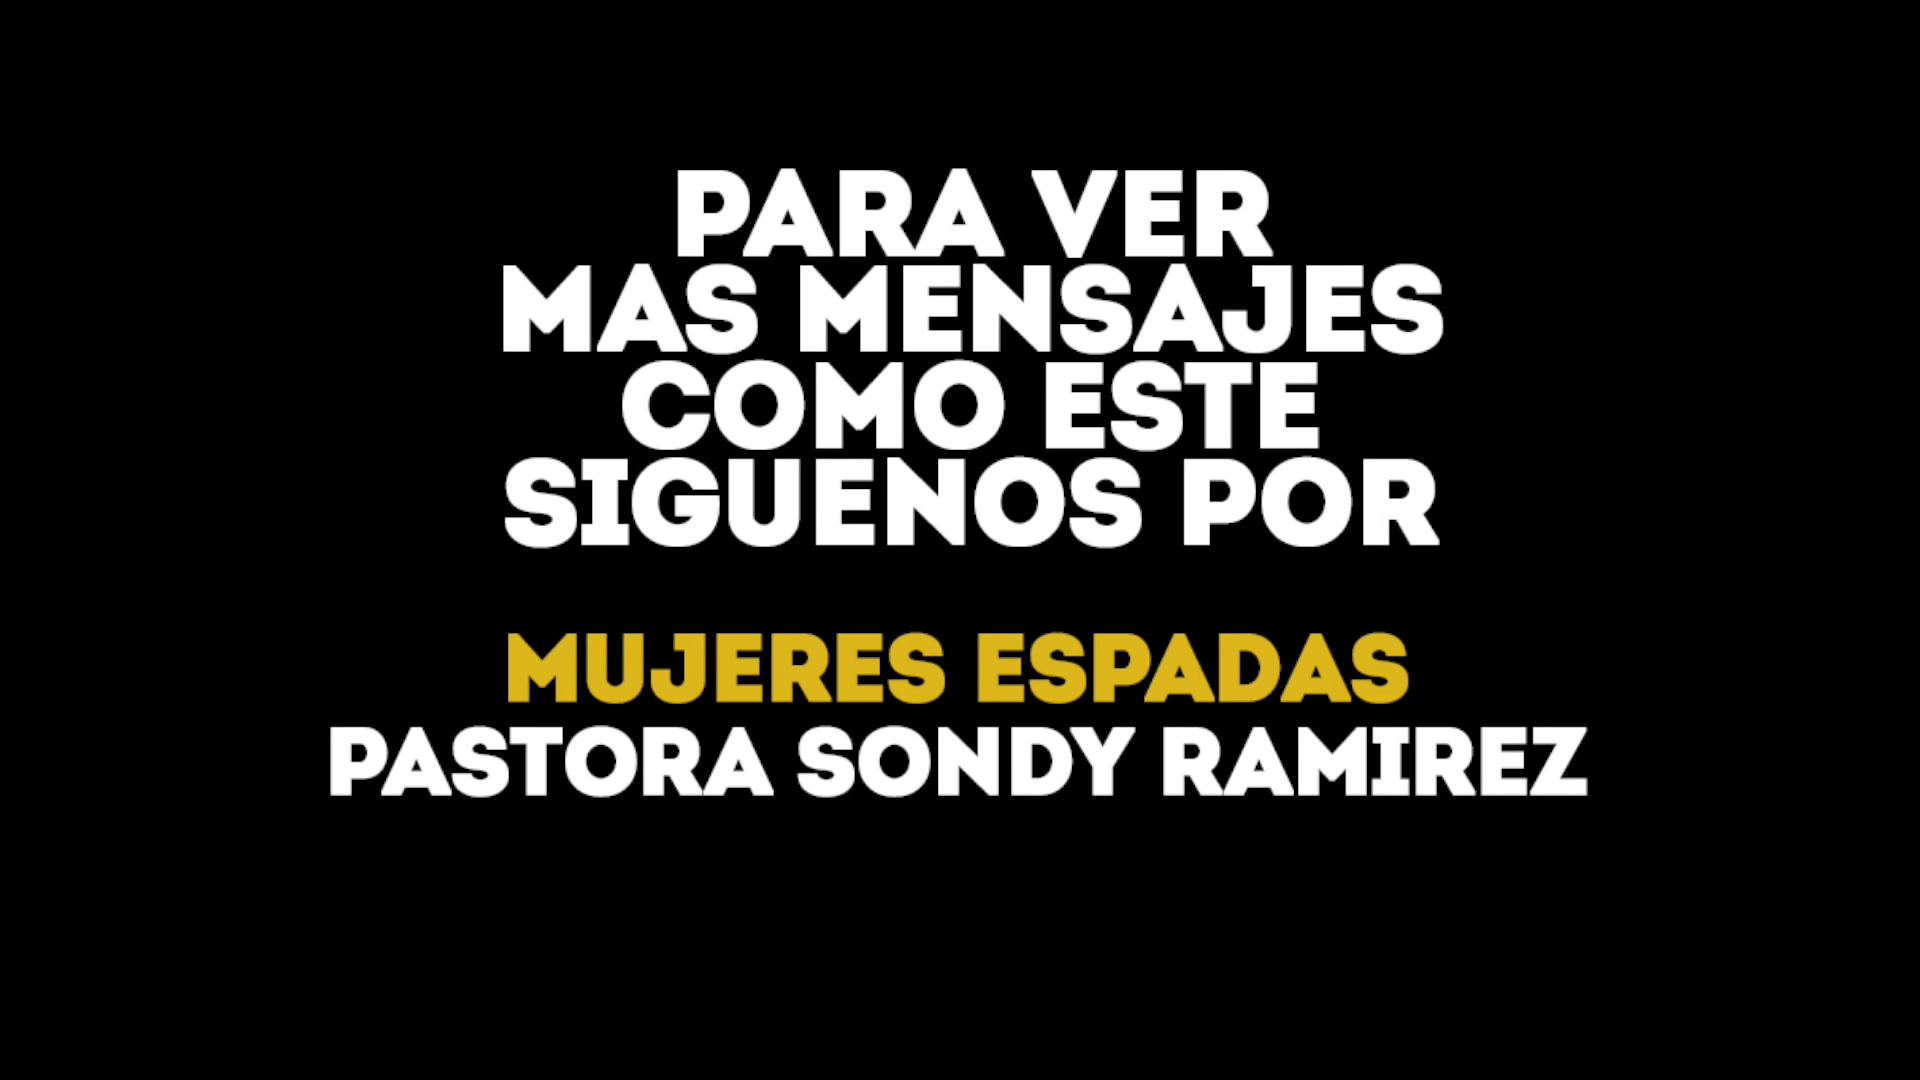 PARA VER
MAS MENSAJES
COMO ESTE
SIGUENOS POR
MUJERES ESPADAS
PASTORA SONDY RAMIREZ